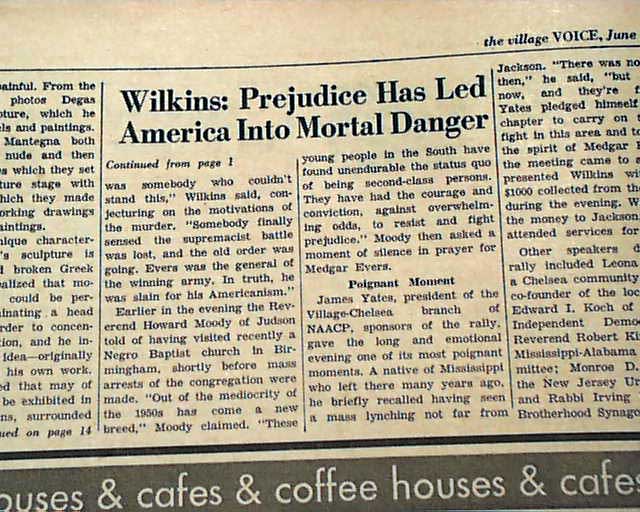 the village VOICE, June
ainful. From the
photos Degas
pture, which he
ls and paintings.
Mantegna both
nude and then
s which they set
ture stage with
hich they made
orking drawings
aintings.
nique character-
's sculpture is
d broken Greek
alized that mo-
could be per-
inating a head
rder to concen-
tion, and he in-
idea—originally
his own work.
d that may of
be exhibited in
ns, surrounded
ued on page 14
Wilkins: Prejudice Has Led
America Into Mortal Danger
Continued from page 1
was somebody who couldn't
stand this," Wilkins said, con-
jecturing on the motivations of
the murder. "Somebody finally
sensed the supremacist battle
was lost, and the old order was
going. Evers was the general of
the winning army. In truth, he
was slain for his Americanism."
Earlier in the evening the Rev-
erend Howard Moody of Judson
told of having visited recently a
Negro Baptist church in Bir-
mingham, shortly before mass
arrests of the congregation were
made. "Out of the mediocrity of
the 1950s has come a new
breed," Moody claimed. "These
young people in the South have
found unendurable the status quo
of being second-class persons.
They have had the courage and
conviction, against overwhelm-
ing odds, to resist and fight
prejudice." Moody then asked a
moment of silence in prayer for
Medgar Evers.
Poignant Moment
James Yates, president of the
Village-Chelsea branch of
NAACP, sponsors of the rally,
gave the long and emotional
evening one of its most poignant
moments. A native of Mississippi
who left there many years ago,
he briefly recalled having seen
a mass lynching not far from
Jackson. "There was no
then," he said, "but
now, and they're f
Yates pledged himself
chapter to carry on t
fight in this area and t
the spirit of Medgar
the meeting came to
presented Wilkins wi
$1000 collected from th
during the evening. W
the money to Jackson
attended services for
Other speakers
rally included Leona
a Chelsea community
co-founder of the loc
Edward I. Koch of
Independent Demo
Reverend Robert Ki
Mississippi-Alabama
mittee; Monroe D.
the New Jersey Un
and Rabbi Irving
Brotherhood Synago
ouses & cafes & coffee houses & cafes